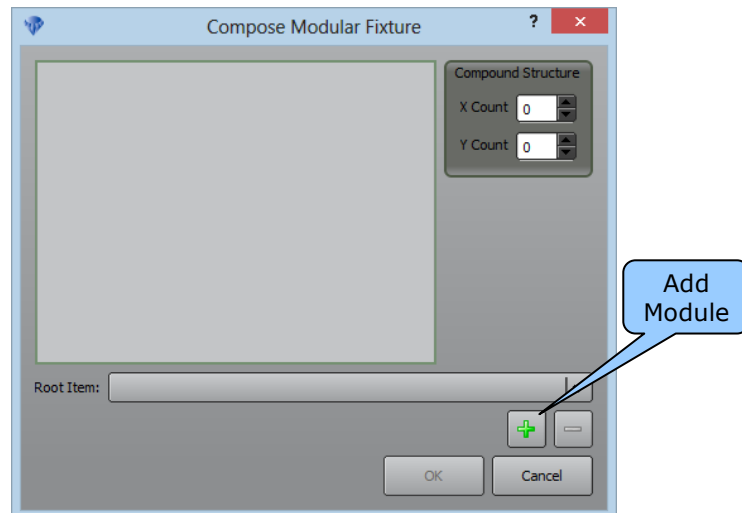 Compose Modular Fixture
?
Compound Structure
X Count 0
Y Count 0
Add
Module
Root Item:
OK
Cancel